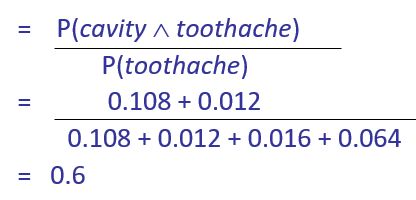 = P(cavity ∧ toothache)
P(toothache)
= 0.108 + 0.012
0.108 + 0.012 + 0.016 + 0.064
= 0.6